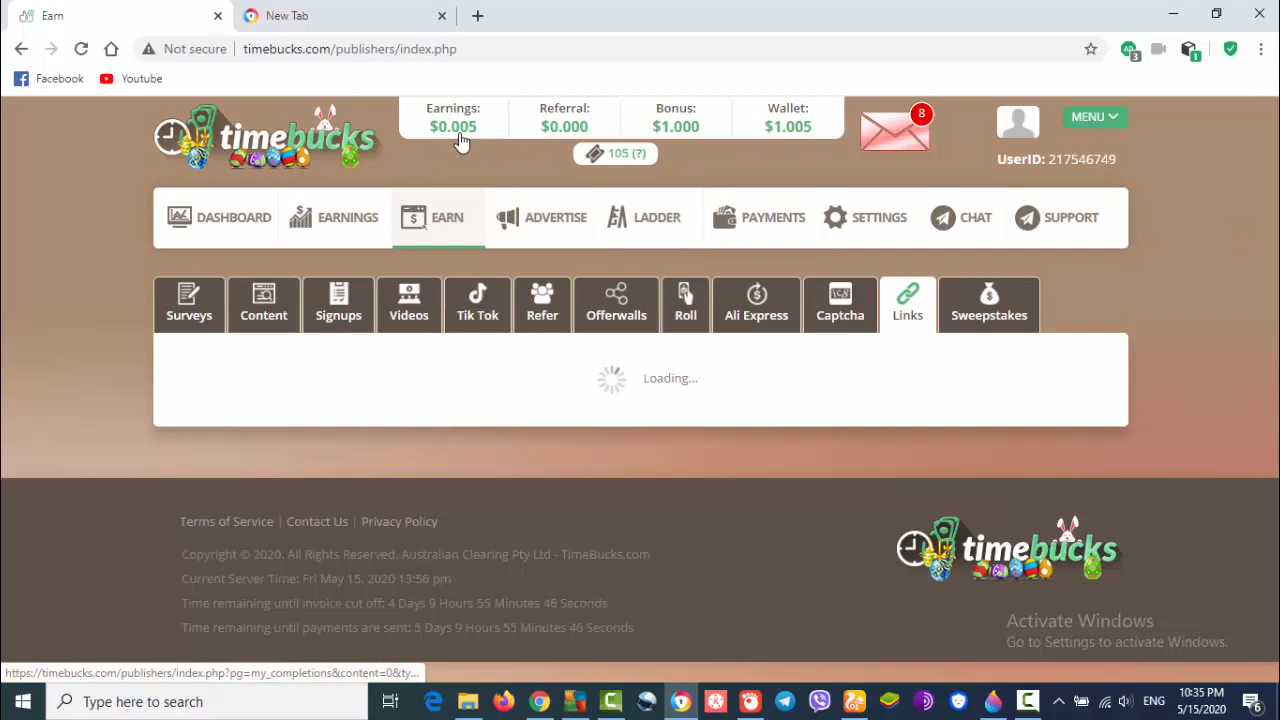 Earn
New Tab
Not secure
timebucks.com/publishers/index.php
3
1
Facebook
Youtube
timebucks
Earnings:
$0.005
Referral:
$0.000
Bonus:
$1.000
Wallet:
$1.005
105 (?)
8
MENU
UserID: 217546749
DASHBOARD
EARNINGS
EARN
ADVERTISE
LADDER
PAYMENTS
SETTINGS
CHAT
SUPPORT
Surveys
Content
Signups
Videos
Tik Tok
Refer
Offerwalls
Roll
Ali Express
Captcha
Links
Sweepstakes
Loading...
Terms of Service | Contact Us | Privacy Policy
Copyright © 2020. All Rights Reserved. Australian Clearing Pty Ltd - TimeBucks.com
Current Server Time: Fri May 15, 2020 13:56 pm
Time remaining until invoice cut off: 4 Days 9 Hours 55 Minutes 46 Seconds
Time remaining until payments are sent: 5 Days 9 Hours 55 Minutes 46 Seconds
timebucks
Activate Windows
Go to Settings to activate Windows.
https://timebucks.com/publishers/index.php?pg=my_completions&content=0&ty...
Type here to search
ENG
10:35 PM
5/15/2020
6